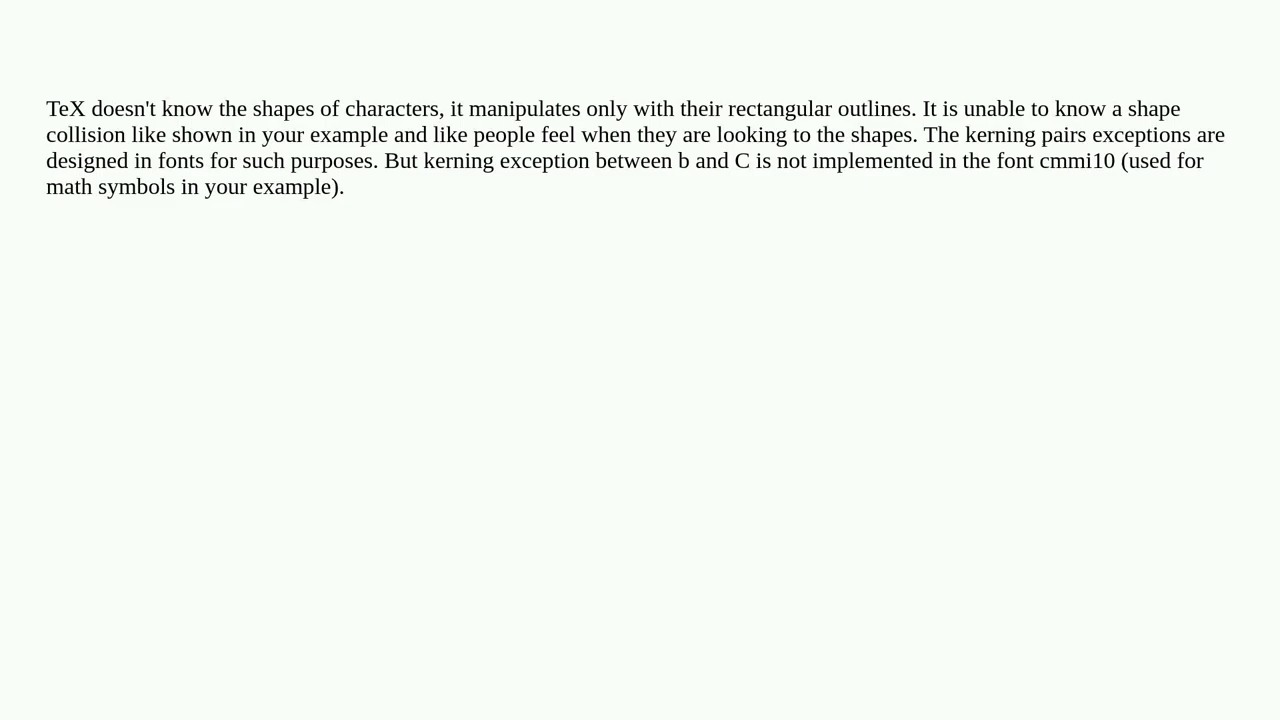 TeX doesn't know the shapes of characters, it manipulates only with their rectangular outlines. It is unable to know a shape
collision like shown in your example and like people feel when they are looking to the shapes. The kerning pairs exceptions are
designed in fonts for such purposes. But kerning exception between b and C is not implemented in the font cmmi10 (used for
math symbols in your example).